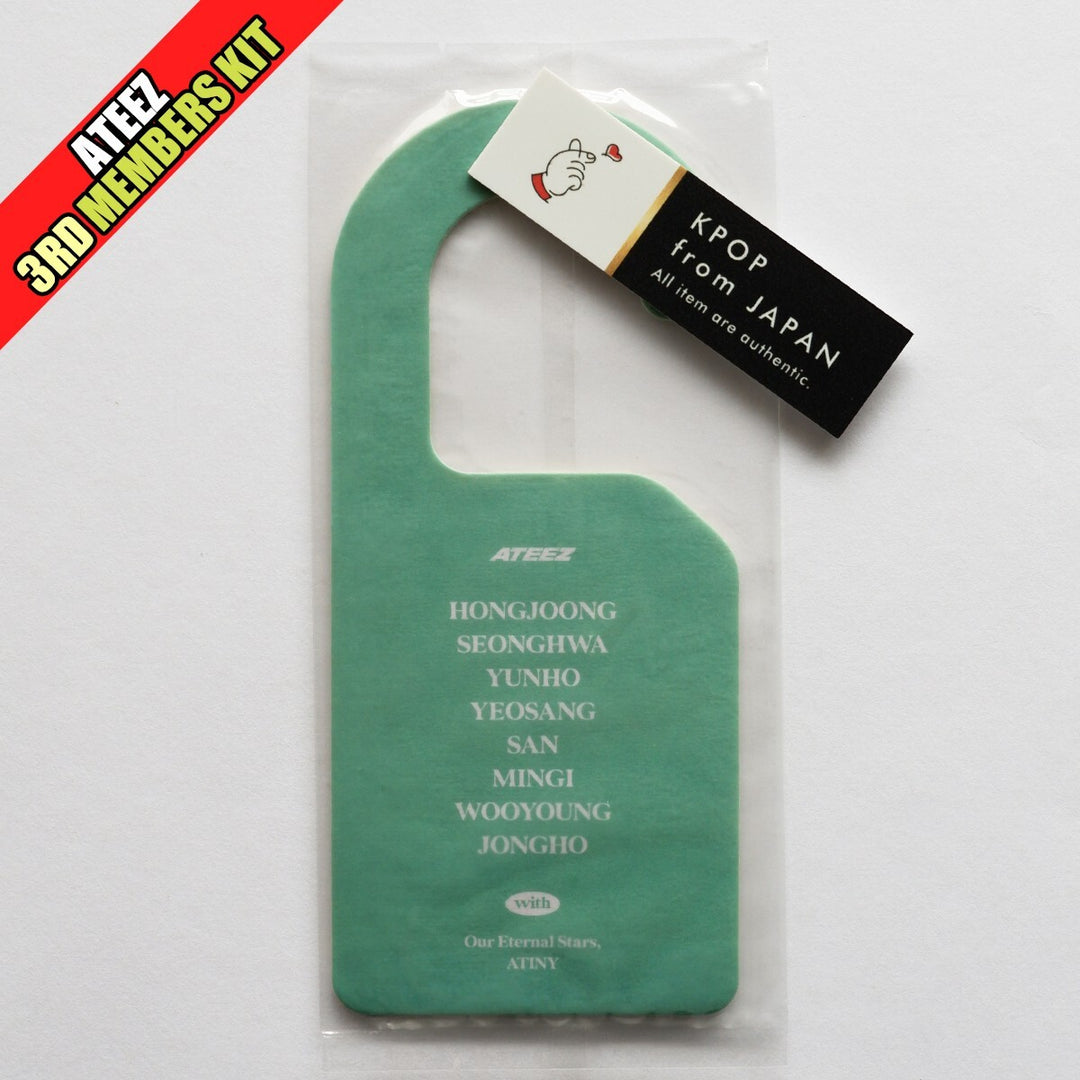 ATEEZ
3RD MEMBERS KIT
KPOP
from JAPAN
All item are authentic.
ATEEZ
HONGJOONG
SEONGHWA
YUNHO
YEOSANG
SAN
MINGI
WOOYOUNG
JONGHO
with
Our Eternal Stars,
ATINY